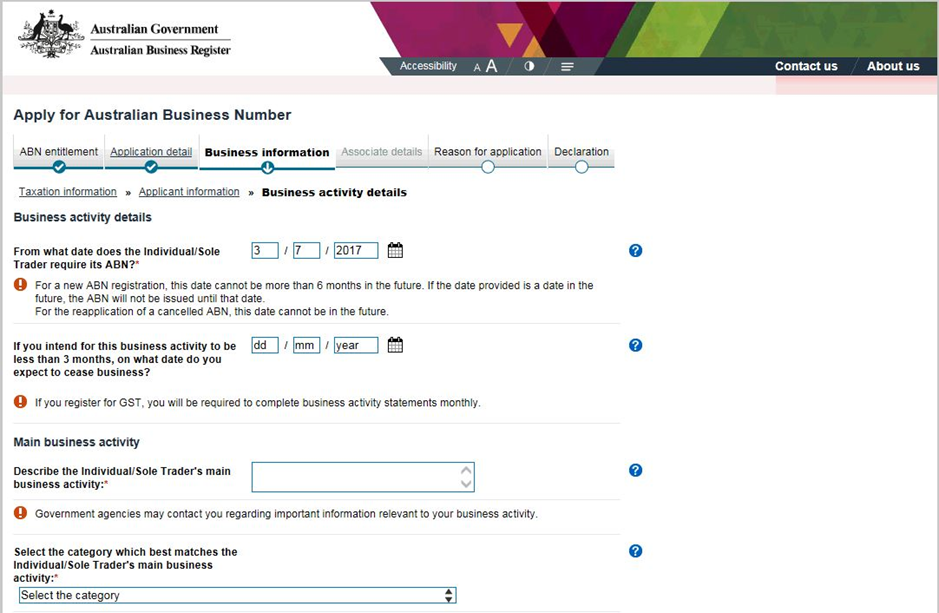 Australian Government
Australian Business Register
Accessibility A A
Contact us About us
Apply for Australian Business Number
ABN entitlement Application detail Business information Associate details Reason for application Declaration
Taxation information » Applicant information » Business activity details
Business activity details
From what date does the Individual/Sole 3 / 7 / 2017 ?
Trader require its ABN?*
! For a new ABN registration, this date cannot be more than 6 months in the future. If the date provided is a date in the
future, the ABN will not be issued until that date.
For the reapplication of a cancelled ABN, this date cannot be in the future.
If you intend for this business activity to be dd / mm / year ?
less than 3 months, on what date do you
expect to cease business?
! If you register for GST, you will be required to complete business activity statements monthly.
Main business activity
Describe the Individual/Sole Trader's main ?
business activity:*
! Government agencies may contact you regarding important information relevant to your business activity.
Select the category which best matches the ?
Individual/Sole Trader's main business
activity:*
Select the category